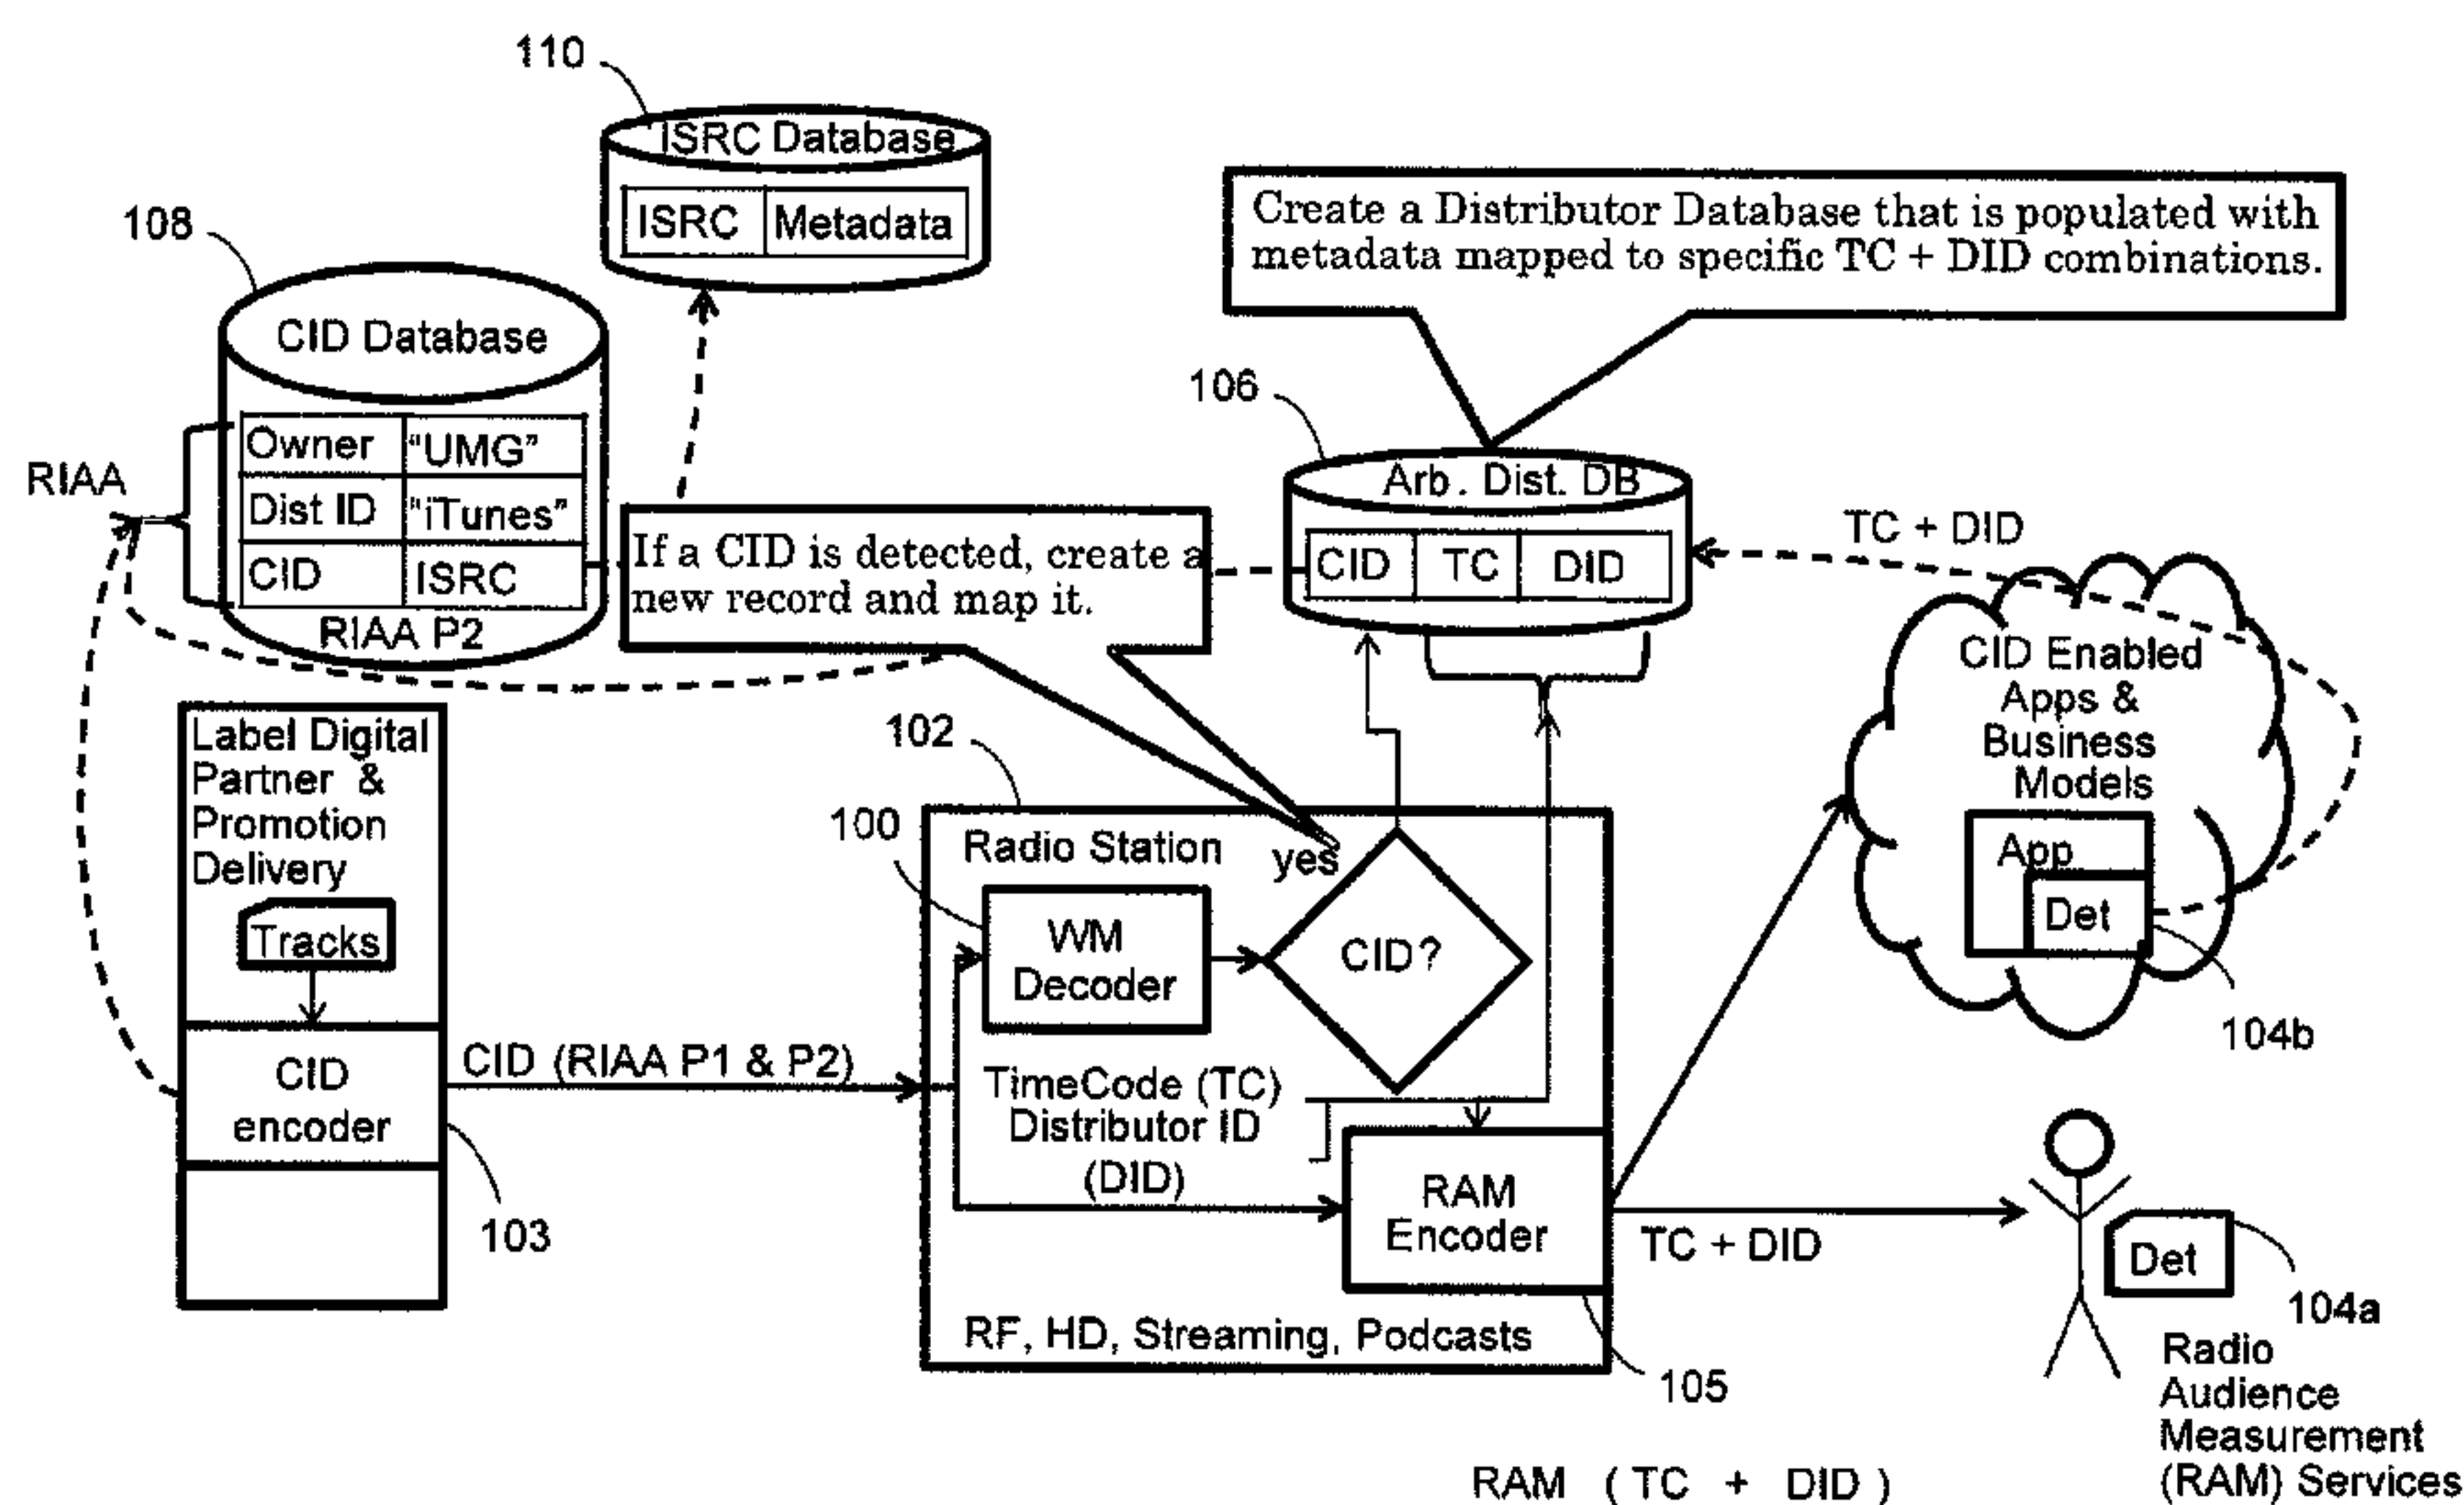 110
ISRC Database
ISRC Metadata
108
CID Database
Owner "UMG"
Dist ID "iTunes"
CID ISRC
RIAA P2
RIAA
Create a Distributor Database that is populated with
metadata mapped to specific TC + DID combinations.
106
Arb. Dist. DB
CID TC DID
TC + DID
If a CID is detected, create a
new record and map it.
CID Enabled
Apps &
Business
Models
App
Det
104b
Label Digital
Partner &
Promotion
Delivery
Tracks
CID
encoder
103
CID (RIAA P1 & P2)
102
100
Radio Station
yes
WM
Decoder
CID?
TimeCode (TC)
Distributor ID
(DID)
RAM
Encoder
RF, HD, Streaming, Podcasts
105
TC + DID
Det
104a
Radio
Audience
Measurement
(RAM) Services
RAM ( TC + DID )